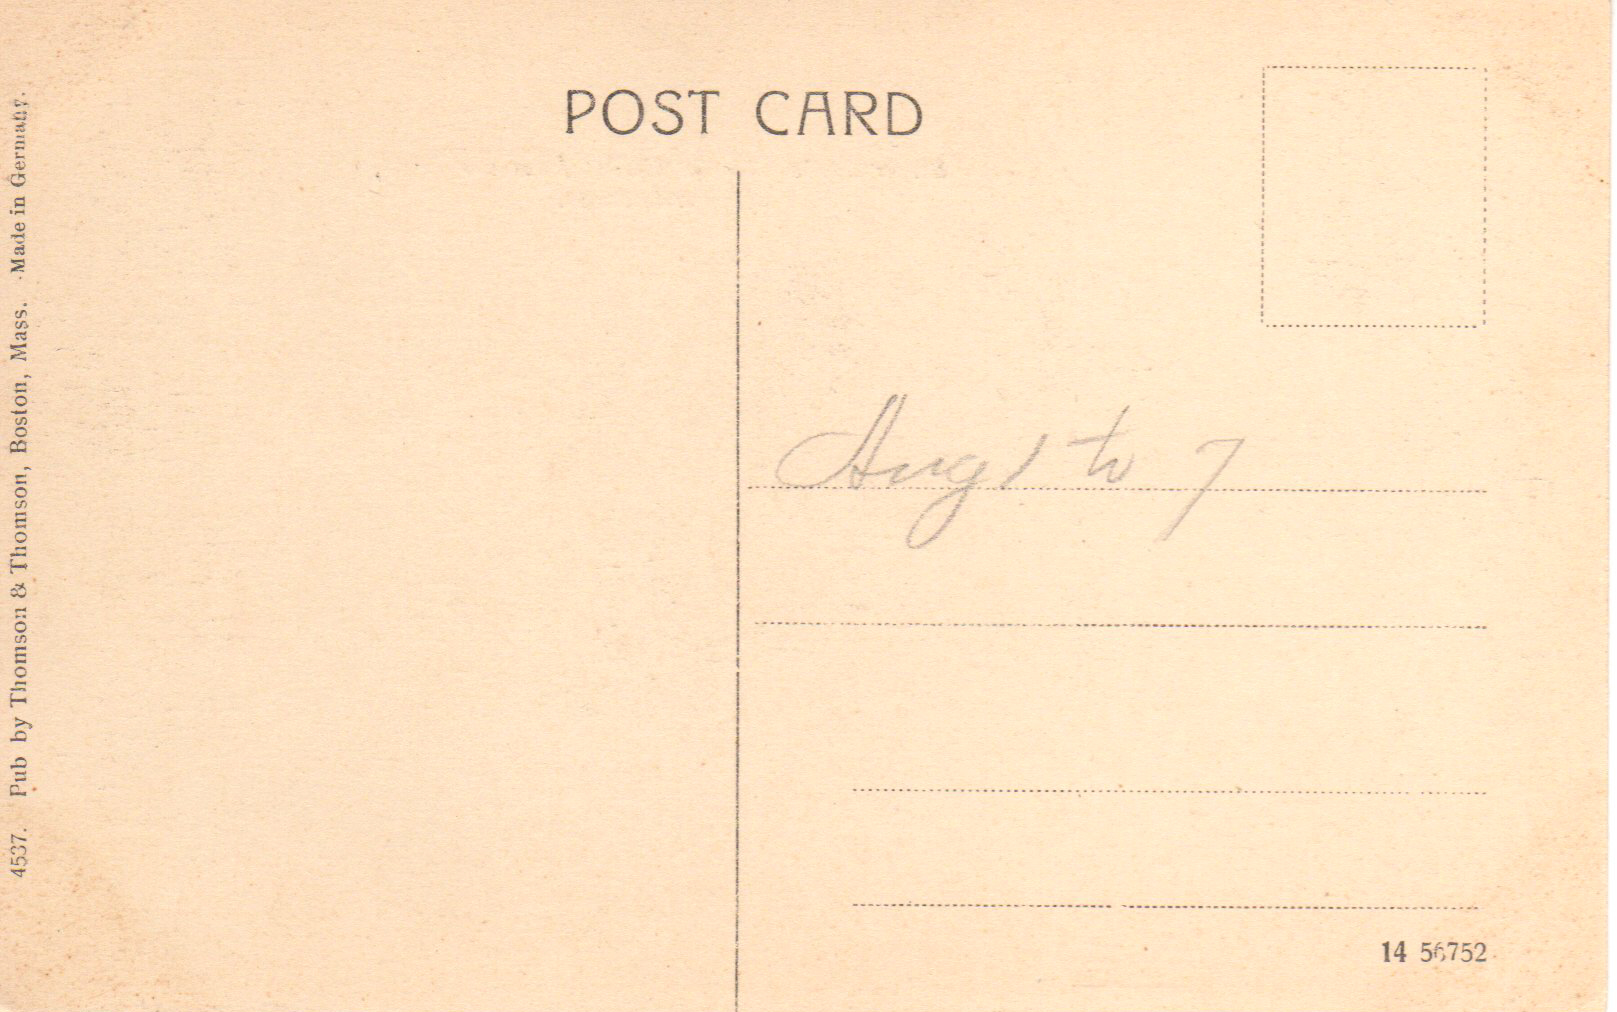 POST CARD
4537. Pub by Thomson & Thomson, Boston, Mass. Made in Germany.
Aug 1 to 7
14 56752